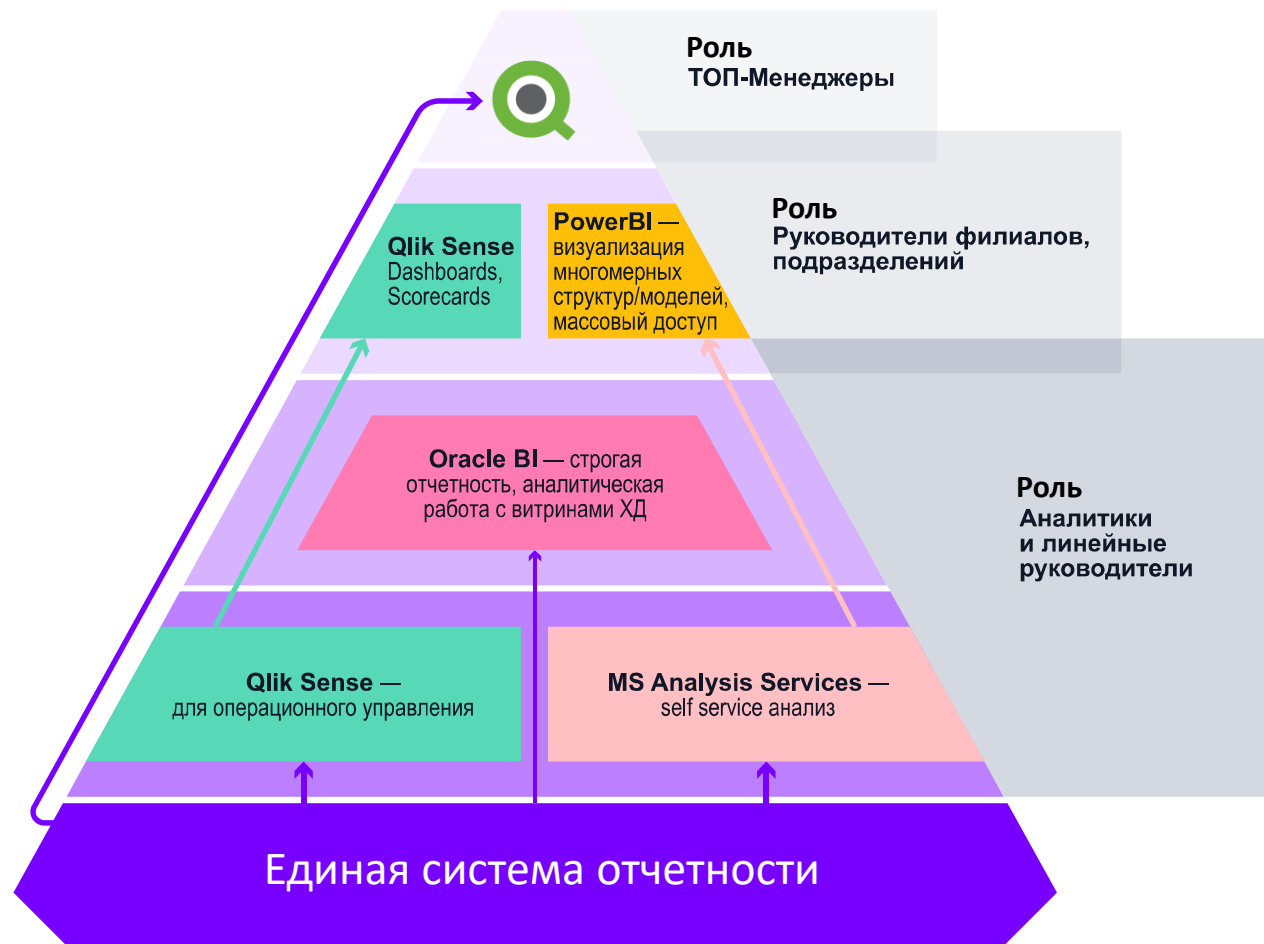 Роль
ТОП-Менеджеры
Qlik Sense
Dashboards,
Scorecards
PowerBI —
визуализация
многомерных
структур/моделей,
массовый доступ
Роль
Руководители филиалов,
подразделений
Oracle BI — строгая
отчетность, аналитическая
работа с витринами ХД
Роль
Аналитики
и линейные
руководители
Qlik Sense —
для операционного управления
MS Analysis Services —
self service анализ
Единая система отчетности